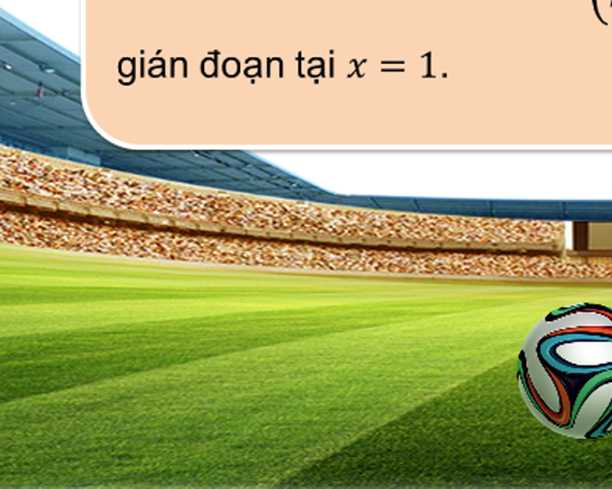 gián đoạn tại x = 1.